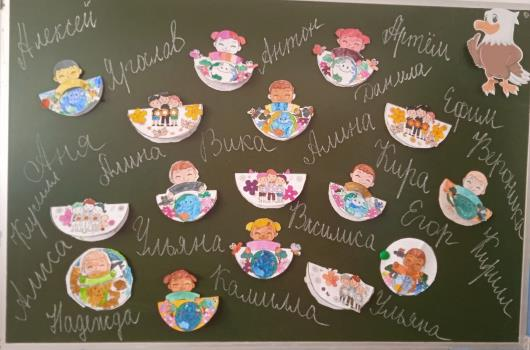 Алексей
Ярослав
Антон
Артём
Данила
Ефим
Аня
Алина
Вика
Алина
Кира
Вероника
Кирилл
Алиса
Ульяна
Василиса
Егор
Кирилл
Надежда
Камилла
Ульяна